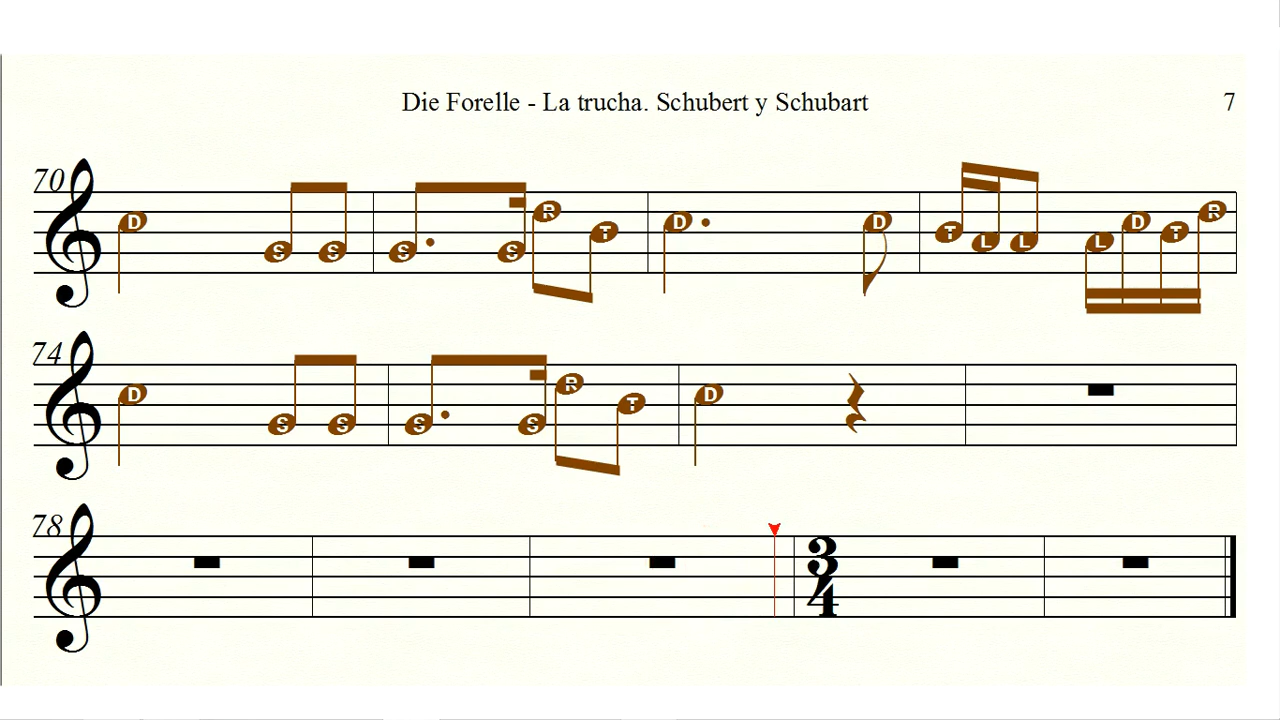 Die Forelle - La trucha. Schubert y Schubart 7
70
D S S S S R T D D T L L L D T R
74
D S S S S R T D
78
3
4